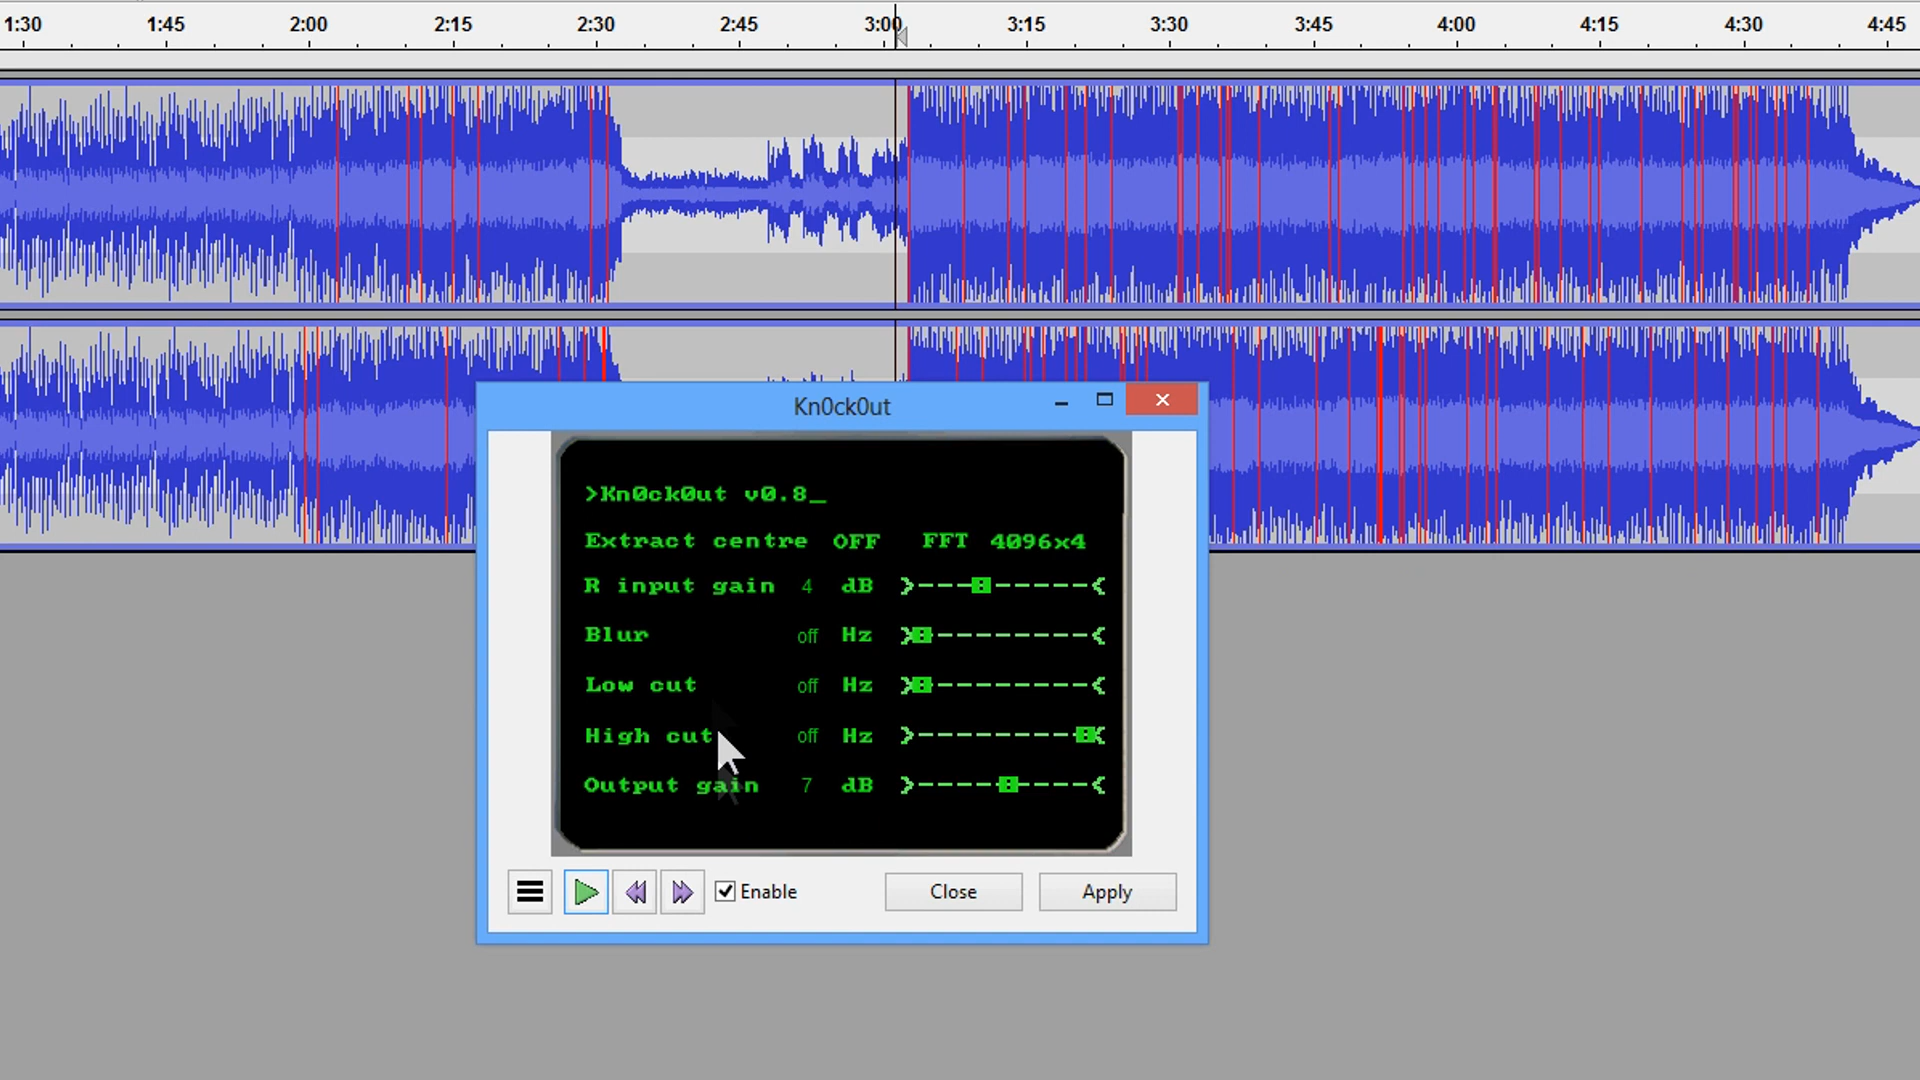 1:30 1:45 2:00 2:15 2:30 2:45 3:00 3:15 3:30 3:45 4:00 4:15 4:30 4:45
Kn0ck0ut
>Kn0ck0ut v0.8_
Extract centre OFF FFT 4096x4
R input gain 4 dB
Blur off Hz
Low cut off Hz
High cut off Hz
Output gain 7 dB
Enable Close Apply